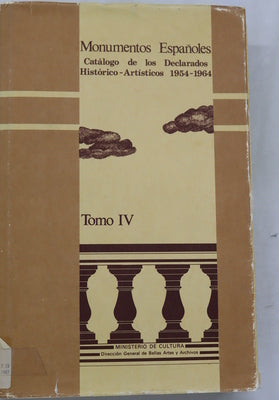 Monumentos Españoles
Catálogo de los Declarados
Histórico-Artísticos 1954-1964
Tomo IV
MINISTERIO DE CULTURA
Dirección General de Bellas Artes y Archivos